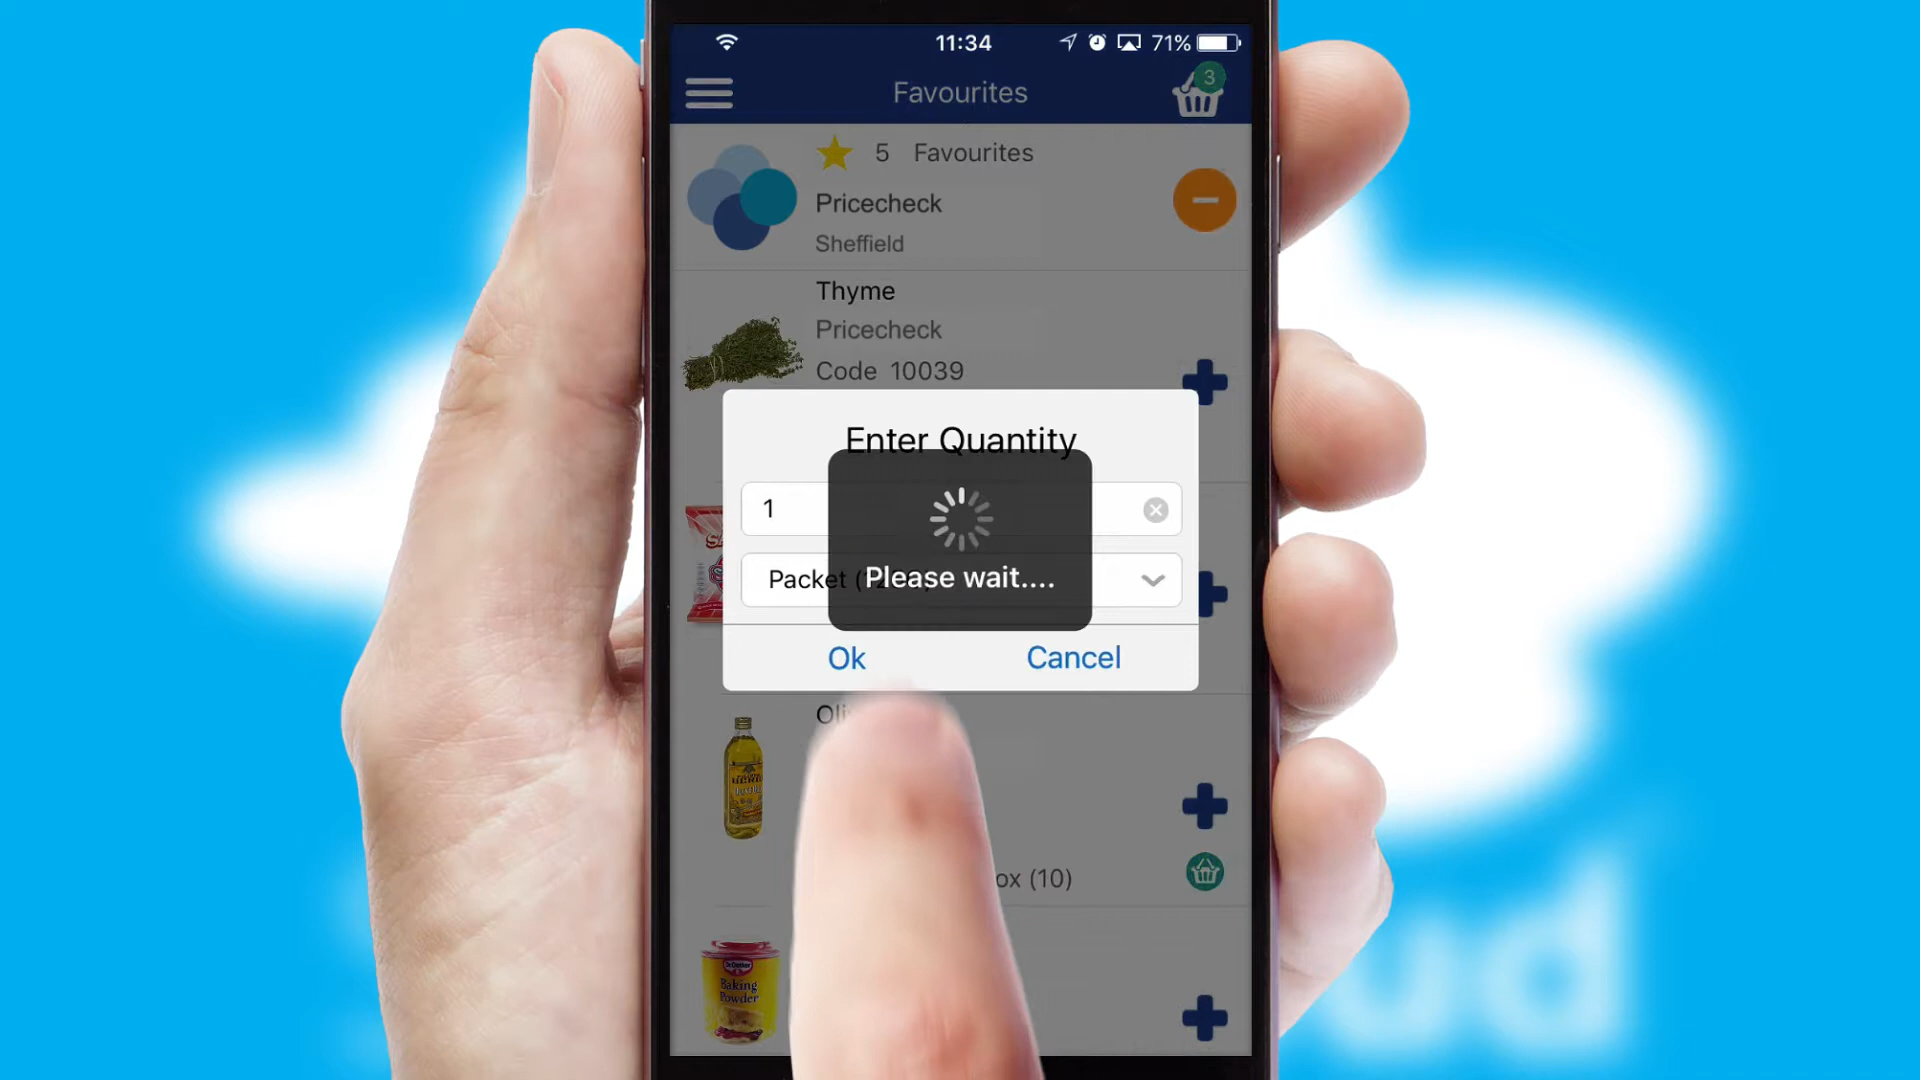 11:34
71%
Favourites
3
5 Favourites
Pricecheck
Sheffield
Thyme
Pricecheck
Code 10039
Enter Quantity
1
Packet
Please wait....
Ok
Cancel
ox (10)
Baking
Powder
ud